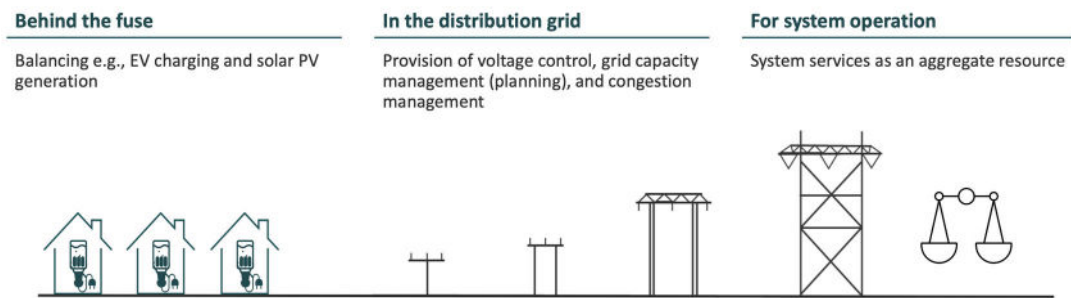 Behind the fuse
Balancing e.g., EV charging and solar PV
generation
In the distribution grid
Provision of voltage control, grid capacity
management (planning), and congestion
management
For system operation
System services as an aggregate resource